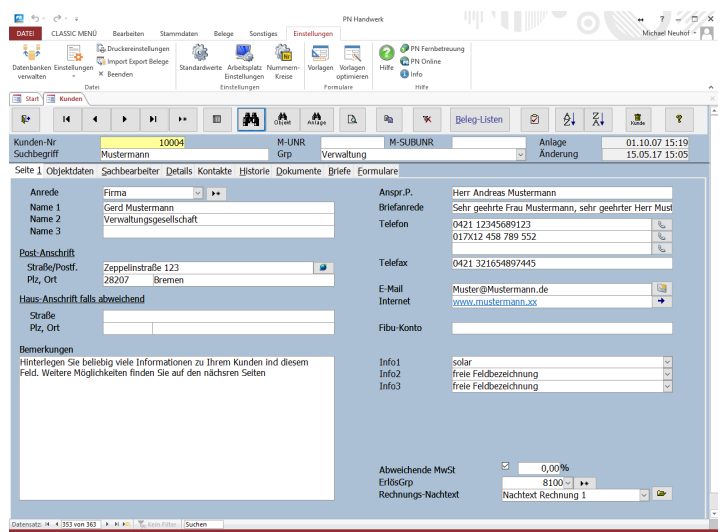 PN Handwerk
DATEI CLASSIC MENÜ Bearbeiten Stammdaten Belege Sonstiges Einstellungen Michael Neuhof
Datenbanken verwalten
Einstellungen
Druckereinstellungen
Import Export Belege
Beenden
Standardwerte
Arbeitsplatz Einstellungen
Nummern-Kreise
Vorlagen
Vorlagen optimieren
Hilfe
PN Fernbetreuung
PN Online
Info
Datei Einstellungen Formulare Hilfe
Start Kunden
Objekt Anlage Beleg-Listen A Z Z A Kunde
Kunden-Nr 10004 M-UNR M-SUBUNR Anlage 01.10.07 15:19
Suchbegriff Mustermann Grp Verwaltung Änderung 15.05.17 15:05
Seite 1 Objektdaten Sachbearbeiter Details Kontakte Historie Dokumente Briefe Formulare
Anrede Firma
Name 1 Gerd Mustermann
Name 2 Verwaltungsgesellschaft
Name 3
Post-Anschrift
Straße/Postf. Zeppelinstraße 123
Plz, Ort 28207 Bremen
Haus-Anschrift falls abweichend
Straße
Plz, Ort
Bemerkungen
Hinterlegen Sie beliebig viele Informationen zu Ihrem Kunden ind diesem
Feld. Weitere Möglichkeiten finden Sie auf den nächsren Seiten
Anspr.P. Herr Andreas Mustermann
Briefanrede Sehr geehrte Frau Mustermann, sehr geehrter Herr Must
Telefon 0421 12345689123
017X12 458 789 552
Telefax 0421 321654897445
E-Mail Muster@Mustermann.de
Internet www.mustermann.xx
Fibu-Konto
Info1 solar
Info2 freie Feldbezeichnung
Info3 freie Feldbezeichnung
Abweichende MwSt 0,00%
ErlösGrp 8100
Rechnungs-Nachtext Nachtext Rechnung 1
Datensatz: 353 von 363 Kein Filter Suchen